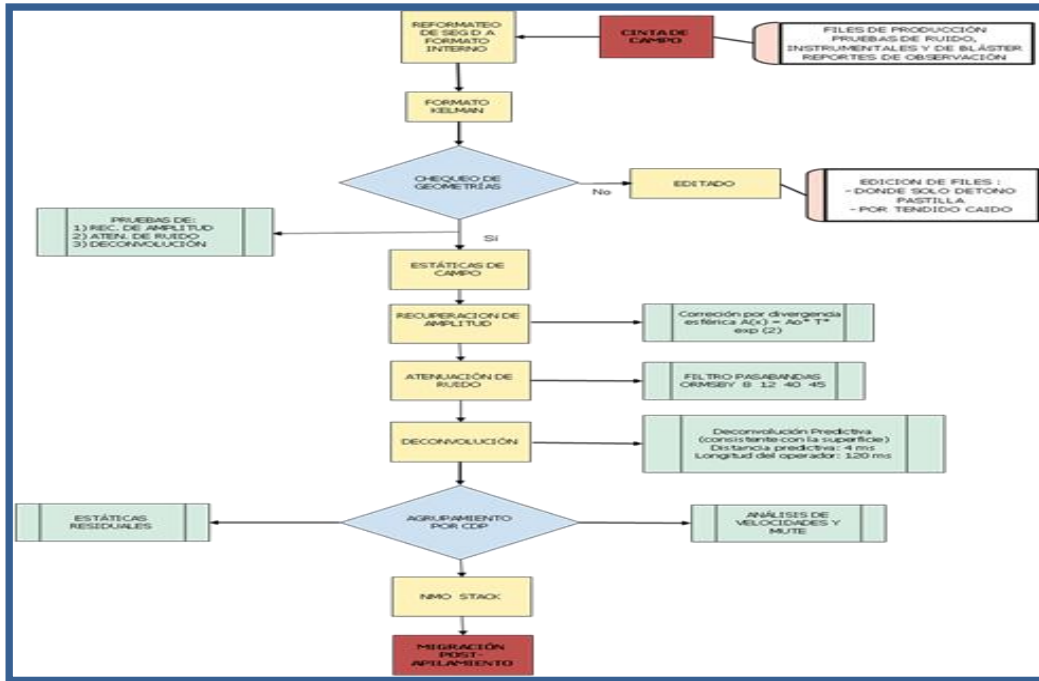 REFORMATEO
DE SEG.D A
FORMATO
INTERNO
CINTA DE
CAMPO
FILES DE PRODUCCIÓN
PRUEBAS DE RUIDO,
INSTRUMENTALES Y DE BLÁSTER
REPORTES DE OBSERVACIÓN
FORMATO
KELMAN
CHEQUEO DE
GEOMETRÍAS
No
EDITADO
EDICION DE FILES :
- DONDE SOLO DETONO
PASTILLA
- POR TENDIDO CAIDO
PRUEBAS DE:
1) REC. DE AMPLITUD
2) ATEN. DE RUIDO
3) DECONVOLUCIÓN
Sí
ESTÁTICAS DE
CAMPO
RECUPERACION DE
AMPLITUD
Correción por divergencia
esférica A(x) = Ao* T*
exp (2)
ATENUACIÓN DE
RUIDO
FILTRO PASABANDAS
ORMSBY 8 12 40 45
DECONVOLUCIÓN
Deconvolución Predictiva
(consistente con la superficie)
Distancia predictiva: 4 ms
Longitud del operador: 120 ms
ESTÁTICAS
RESIDUALES
AGRUPAMIENTO
POR CDP
ANÁLISIS DE
VELOCIDADES Y
MUTE
NMO STACK
MIGRACIÓN
POST-
APILAMIENTO